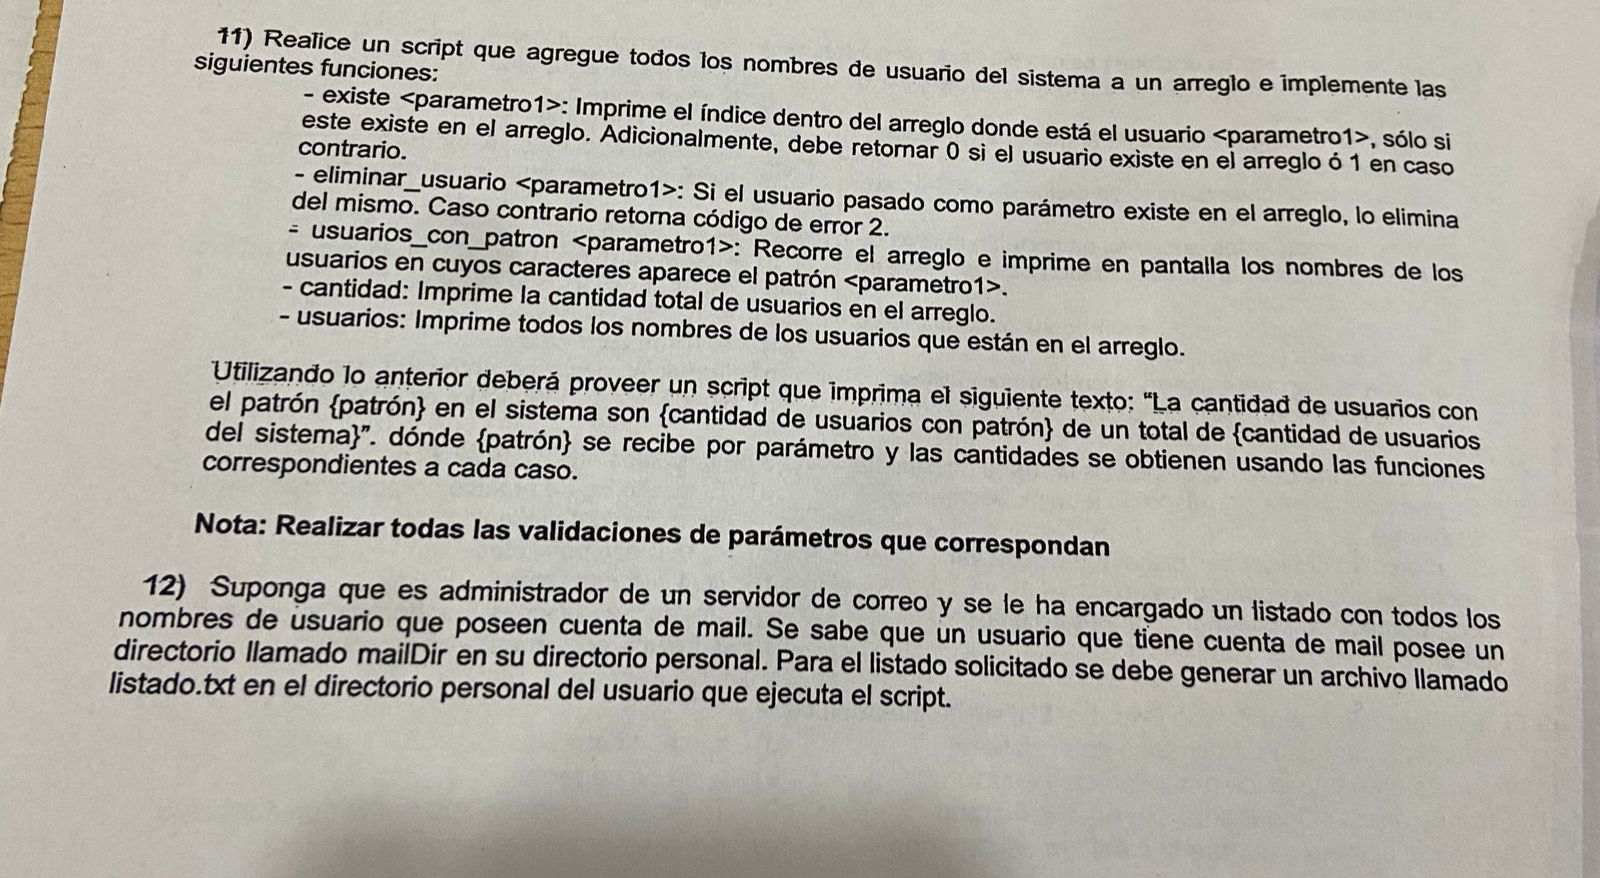 11) Realice un script que agregue todos los nombres de usuario del sistema a un arreglo e implemente las
siguientes funciones:
- existe <parametro1>: Imprime el índice dentro del arreglo donde está el usuario <parametro1>, sólo si
este existe en el arreglo. Adicionalmente, debe retornar 0 si el usuario existe en el arreglo ó 1 en caso
contrario.
- eliminar_usuario <parametro1>: Si el usuario pasado como parámetro existe en el arreglo, lo elimina
del mismo. Caso contrario retorna código de error 2.
- usuarios_con_patron <parametro1>: Recorre el arreglo e imprime en pantalla los nombres de los
usuarios en cuyos caracteres aparece el patrón <parametro1>.
- cantidad: Imprime la cantidad total de usuarios en el arreglo.
- usuarios: Imprime todos los nombres de los usuarios que están en el arreglo.
Utilizando lo anterior deberá proveer un script que imprima el siguiente texto: “La cantidad de usuarios con
el patrón {patrón} en el sistema son {cantidad de usuarios con patrón} de un total de {cantidad de usuarios
del sistema}”. dónde {patrón} se recibe por parámetro y las cantidades se obtienen usando las funciones
correspondientes a cada caso.
Nota: Realizar todas las validaciones de parámetros que correspondan
12) Suponga que es administrador de un servidor de correo y se le ha encargado un listado con todos los
nombres de usuario que poseen cuenta de mail. Se sabe que un usuario que tiene cuenta de mail posee un
directorio llamado mailDir en su directorio personal. Para el listado solicitado se debe generar un archivo llamado
listado.txt en el directorio personal del usuario que ejecuta el script.